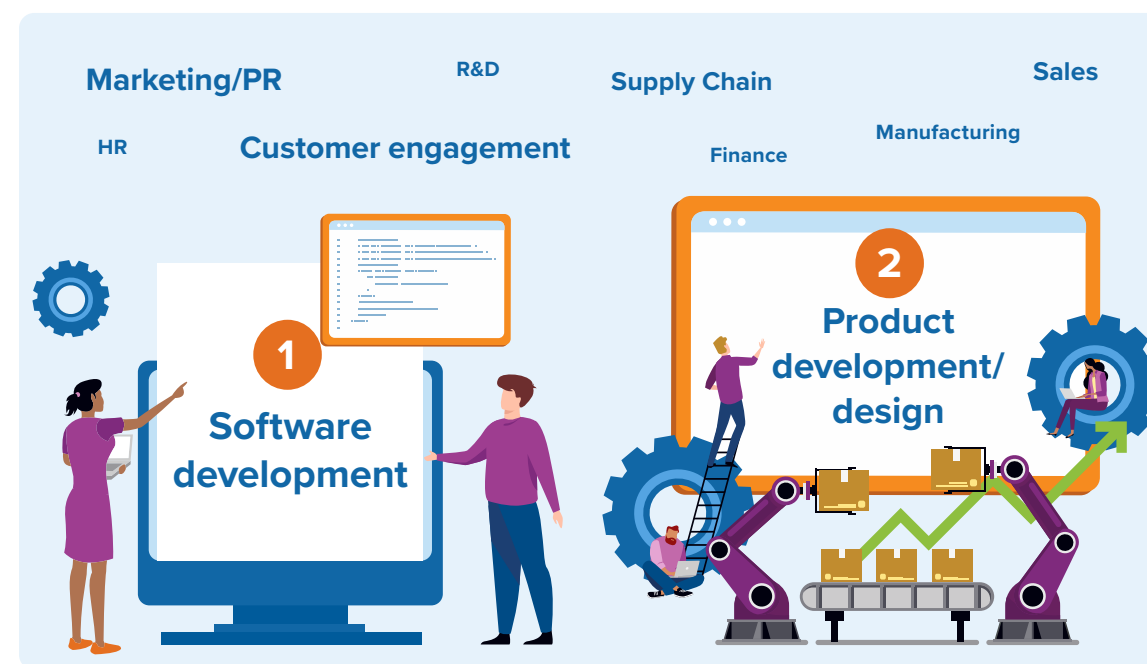 Marketing/PR
R&D
Supply Chain
Sales
HR
Customer engagement
Finance
Manufacturing
1
Software
development
2
Product
development/
design